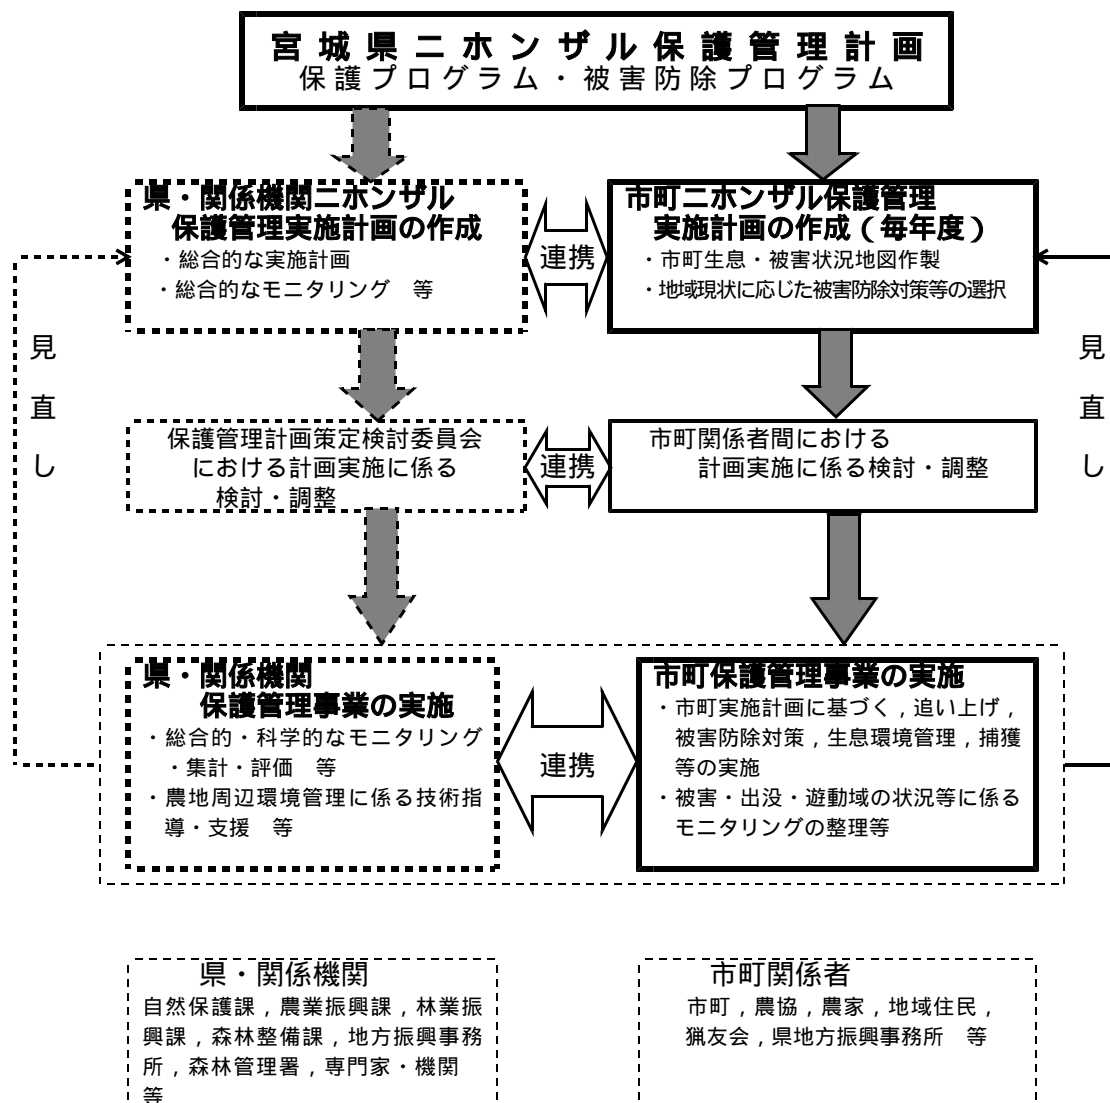 宮城県ニホンザル保護管理計画
保護プログラム・被害防除プログラム
県・関係機関ニホンザル
保護管理実施計画の作成
・総合的な実施計画
・総合的なモニタリング　等
連携
市町ニホンザル保護管理
実施計画の作成（毎年度）
・市町生息・被害状況地図作製
・地域現状に応じた被害防除対策等の選択
見
直
し
見
直
し
保護管理計画策定検討委員会
における計画実施に係る
検討・調整
連携
市町関係者間における
計画実施に係る検討・調整
県・関係機関
保護管理事業の実施
・総合的・科学的なモニタリング
・集計・評価　等
・農地周辺環境管理に係る技術指
導・支援　等
連携
市町保護管理事業の実施
・市町実施計画に基づく，追い上げ，
被害防除対策，生息環境管理，捕獲
等の実施
・被害・出没・遊動域の状況等に係る
モニタリングの整理等
県・関係機関
自然保護課，農業振興課，林業振
興課，森林整備課，地方振興事務
所，森林管理署，専門家・機関
等
市町関係者
市町，農協，農家，地域住民，
猟友会，県地方振興事務所　等